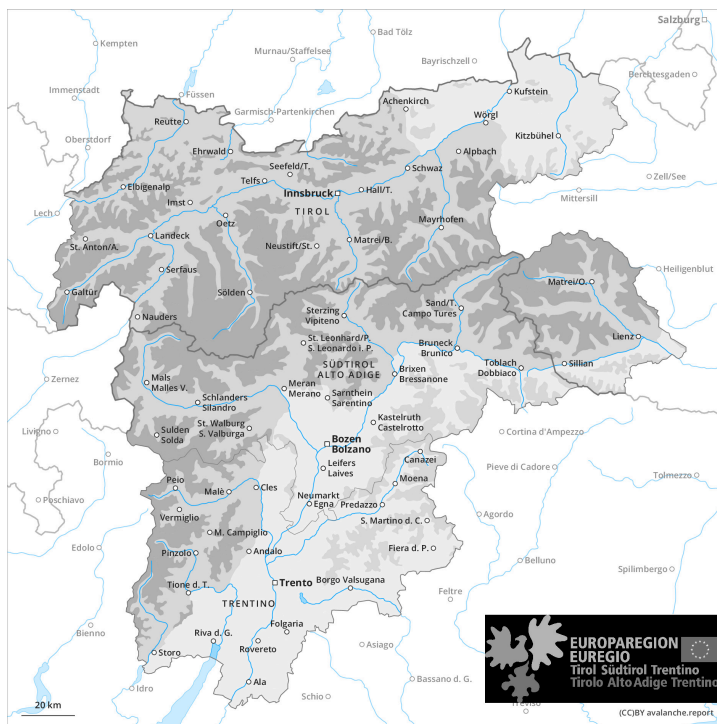 Salzburg
Kempten
Bad Tölz
Murnau/Staffelsee
Bayrischzell
Berchtesgaden
Immenstadt
Füssen
Kufstein
Garmisch-Partenkirchen
Achenkirch
Reutte
Wörgl
Kitzbühel
Oberstdorf
Ehrwald
Alpbach
Seefeld/T.
Schwaz
Zell/See
Telfs
Elbigenalp
Innsbruck
Hall/T.
Mittersill
Imst
TIROL
Lech
Oetz
Mayrhofen
St. Anton/A.
Landeck
Neustift/St.
Matrei/B.
Serfaus
Heiligenblut
Galtür
Sölden
Matrei/O.
Nauders
Sterzing
Vipiteno
Sand/T.
Campo Tures
Lienz
St. Leonhard/P.
S. Leonardo i. P.
Bruneck
Brunico
Toblach
Dobbiaco
Sillian
SÜDTIROL
ALTO ADIGE
Brixen
Bressanone
Zernez
Mals
Malles V.
Meran
Merano
Schlanders
Silandro
Sarnthein
Sarentino
Kastelruth
Castelrotto
Livigno
Sulden
Solda
St. Walburg
S. Valburga
Bozen
Bolzano
Cortina d'Ampezzo
Bormio
Canazei
Leifers
Laives
Pieve di Cadore
Tolmezzo
Poschiavo
Peio
Malè
Cles
Neumarkt
Egna
Moena
Predazzo
Vermiglio
S. Martino d. C.
Agordo
M. Campiglio
Edolo
Pinzolo
Andalo
Fiera d. P.
Belluno
Spilimbergo
Tione d. T.
Trento
Borgo Valsugana
Feltre
TRENTINO
Bienno
Riva d. G.
Folgaria
Rovereto
Asiago
Storo
Idro
Ala
Schio
Bassano d. G.
Treviso
EUROPAREGION
EUREGIO
Tirol Südtirol Trentino
Tirolo Alto Adige Trentino
20 km
(CC)BY avalanche.report